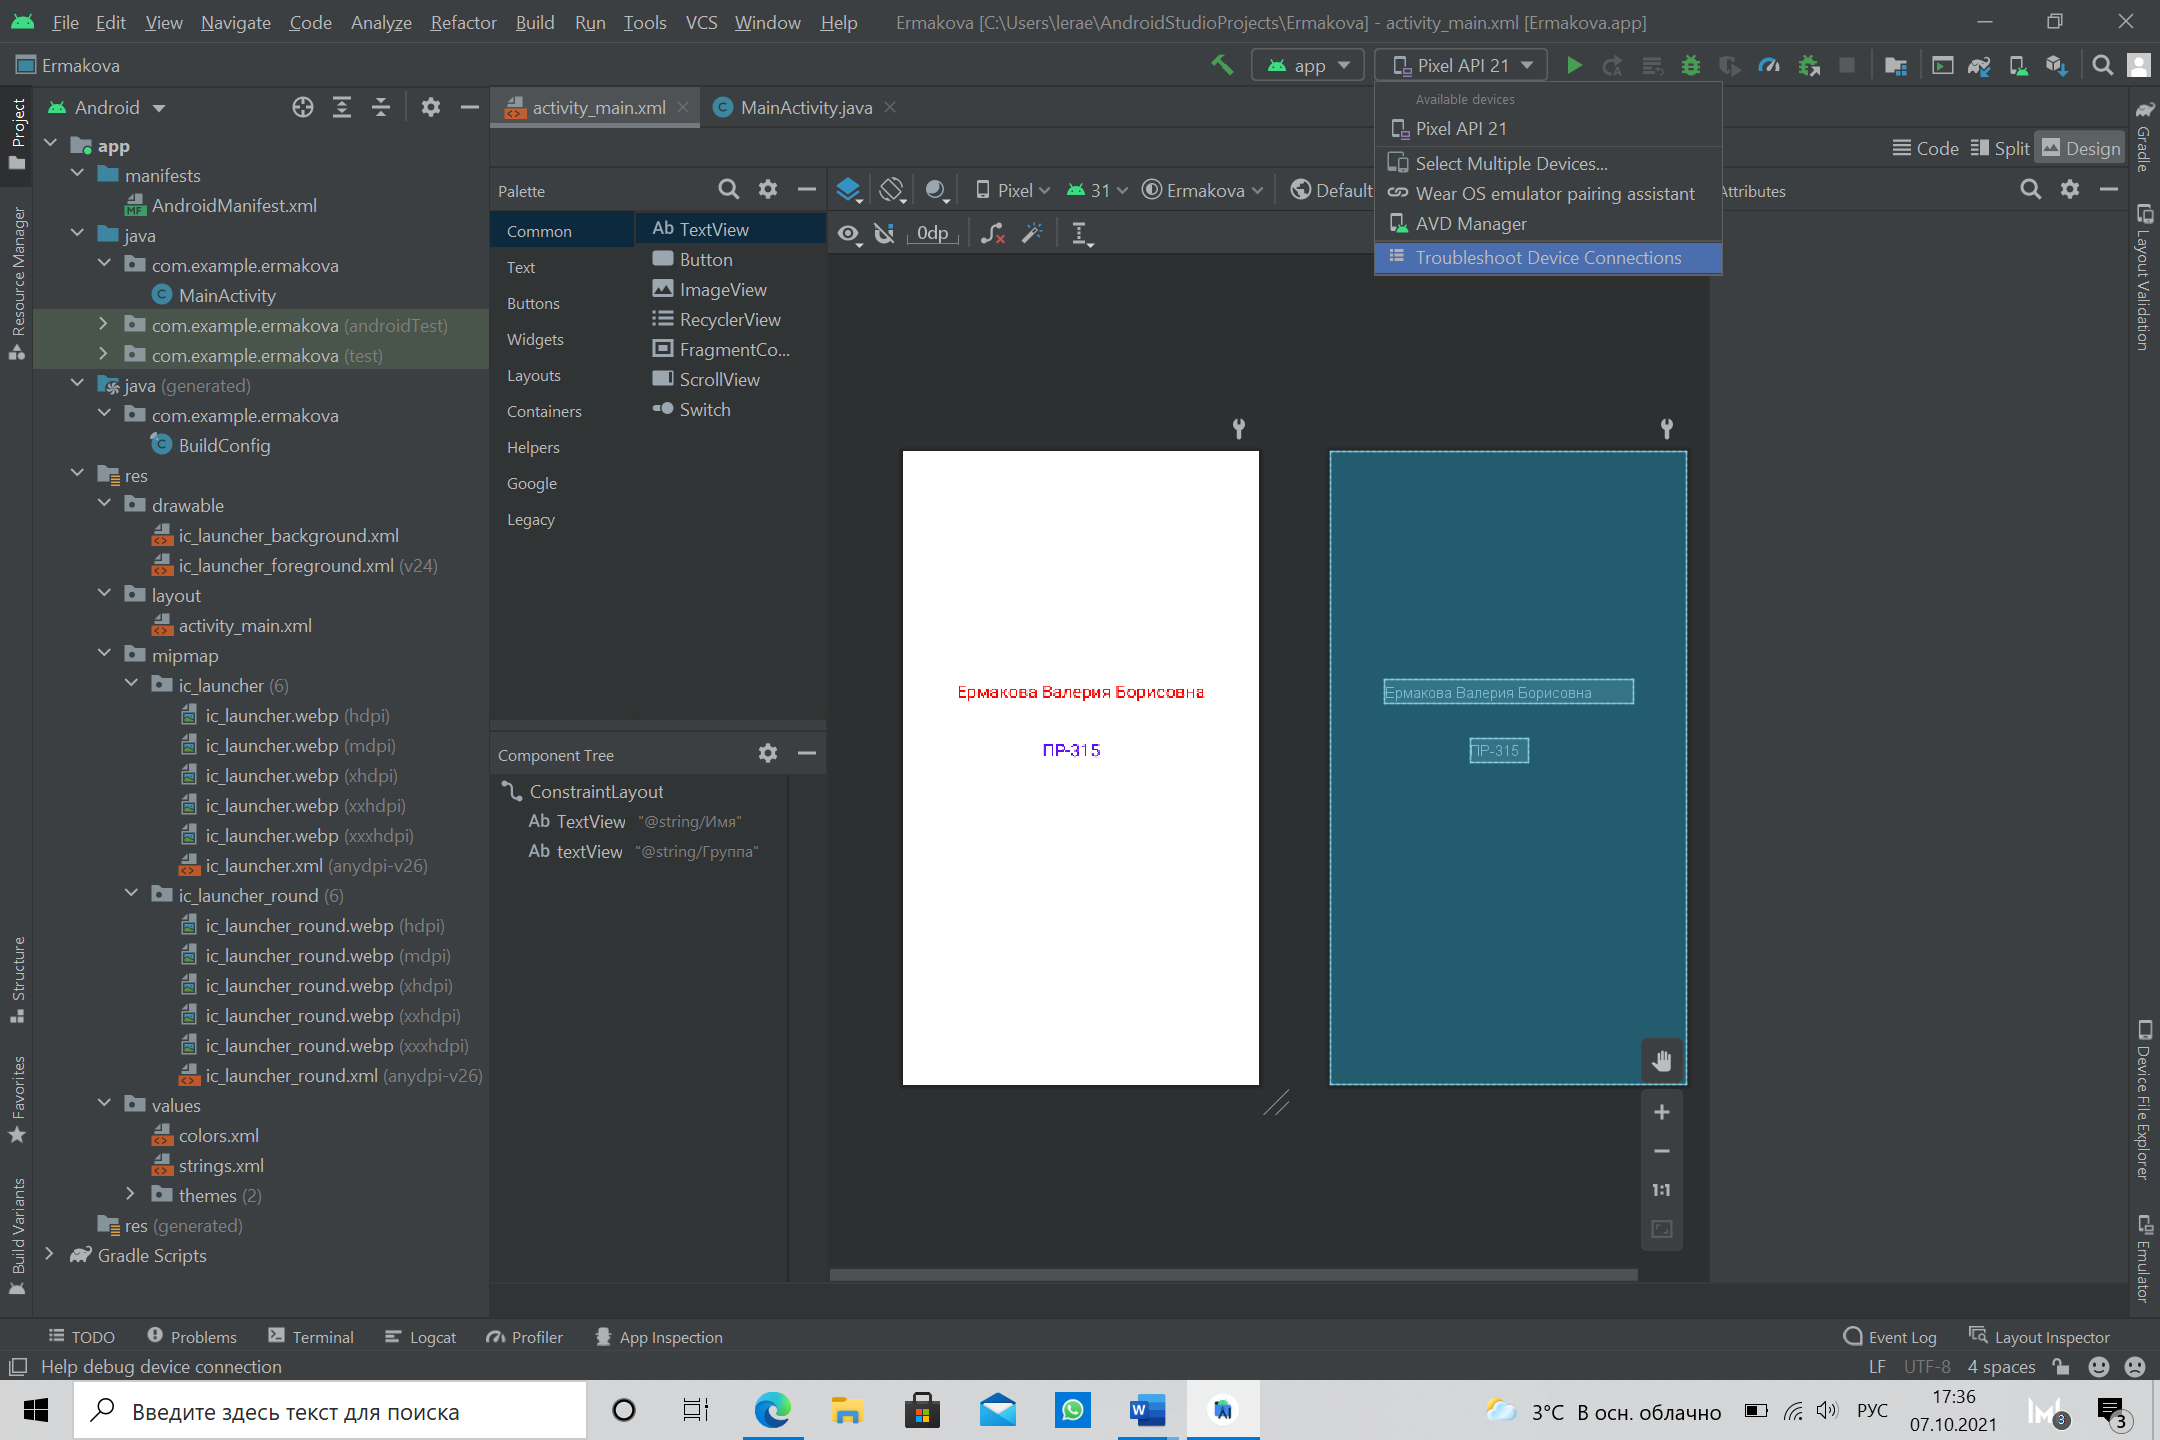 File Edit View Navigate Code Analyze Refactor Build Run Tools VCS Window Help Ermakova [C:\Users\lerae\AndroidStudioProjects\Ermakova] - activity_main.xml [Ermakova.app]
Ermakova
app
Pixel API 21
Android
activity_main.xml
MainActivity.java
Available devices
Pixel API 21
Select Multiple Devices...
Wear OS emulator pairing assistant
AVD Manager
Troubleshoot Device Connections
Code
Split
Design
Project
Resource Manager
Structure
Favorites
Build Variants
app
manifests
AndroidManifest.xml
java
com.example.ermakova
MainActivity
com.example.ermakova (androidTest)
com.example.ermakova (test)
java (generated)
com.example.ermakova
BuildConfig
res
drawable
ic_launcher_background.xml
ic_launcher_foreground.xml (v24)
layout
activity_main.xml
mipmap
ic_launcher (6)
ic_launcher.webp (hdpi)
ic_launcher.webp (mdpi)
ic_launcher.webp (xhdpi)
ic_launcher.webp (xxhdpi)
ic_launcher.webp (xxxhdpi)
ic_launcher.xml (anydpi-v26)
ic_launcher_round (6)
ic_launcher_round.webp (hdpi)
ic_launcher_round.webp (mdpi)
ic_launcher_round.webp (xhdpi)
ic_launcher_round.webp (xxhdpi)
ic_launcher_round.webp (xxxhdpi)
ic_launcher_round.xml (anydpi-v26)
values
colors.xml
strings.xml
themes (2)
res (generated)
Gradle Scripts
Palette
Common
Text
Buttons
Widgets
Layouts
Containers
Helpers
Google
Legacy
Ab TextView
Button
ImageView
RecyclerView
FragmentCo...
ScrollView
Switch
Component Tree
ConstraintLayout
Ab TextView "@string/Имя"
Ab textView "@string/Группа"
Pixel
31
Ermakova
Default
0dp
Attributes
Ермакова Валерия Борисовна
ПР-315
Ермакова Валерия Борисовна
ПР-315
1:1
Gradle
Layout Validation
Device File Explorer
Emulator
TODO
Problems
Terminal
Logcat
Profiler
App Inspection
Event Log
Layout Inspector
Help debug device connection
LF UTF-8 4 spaces
Введите здесь текст для поиска
W
3°C В осн. облачно
РУС
17:36
07.10.2021
3
3